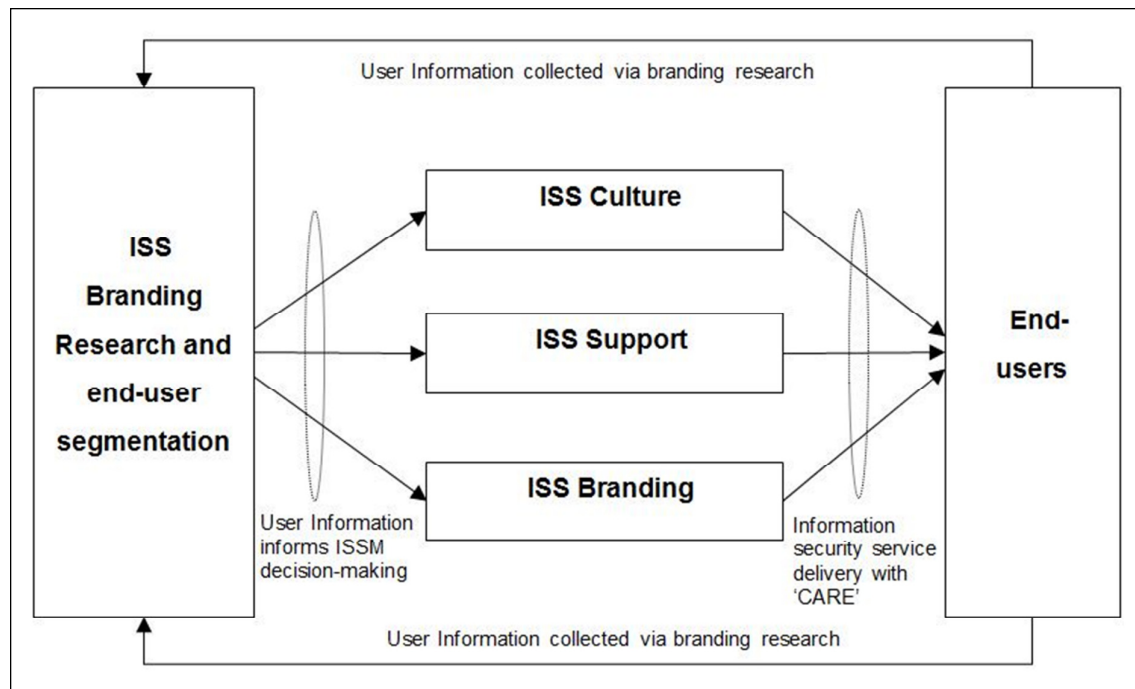 User Information collected via branding research
ISS
Branding
Research and
end-user
segmentation
ISS Culture
ISS Support
ISS Branding
End-
users
User Information
informs ISSM
decision-making
Information
security service
delivery with
‘CARE’
User Information collected via branding research